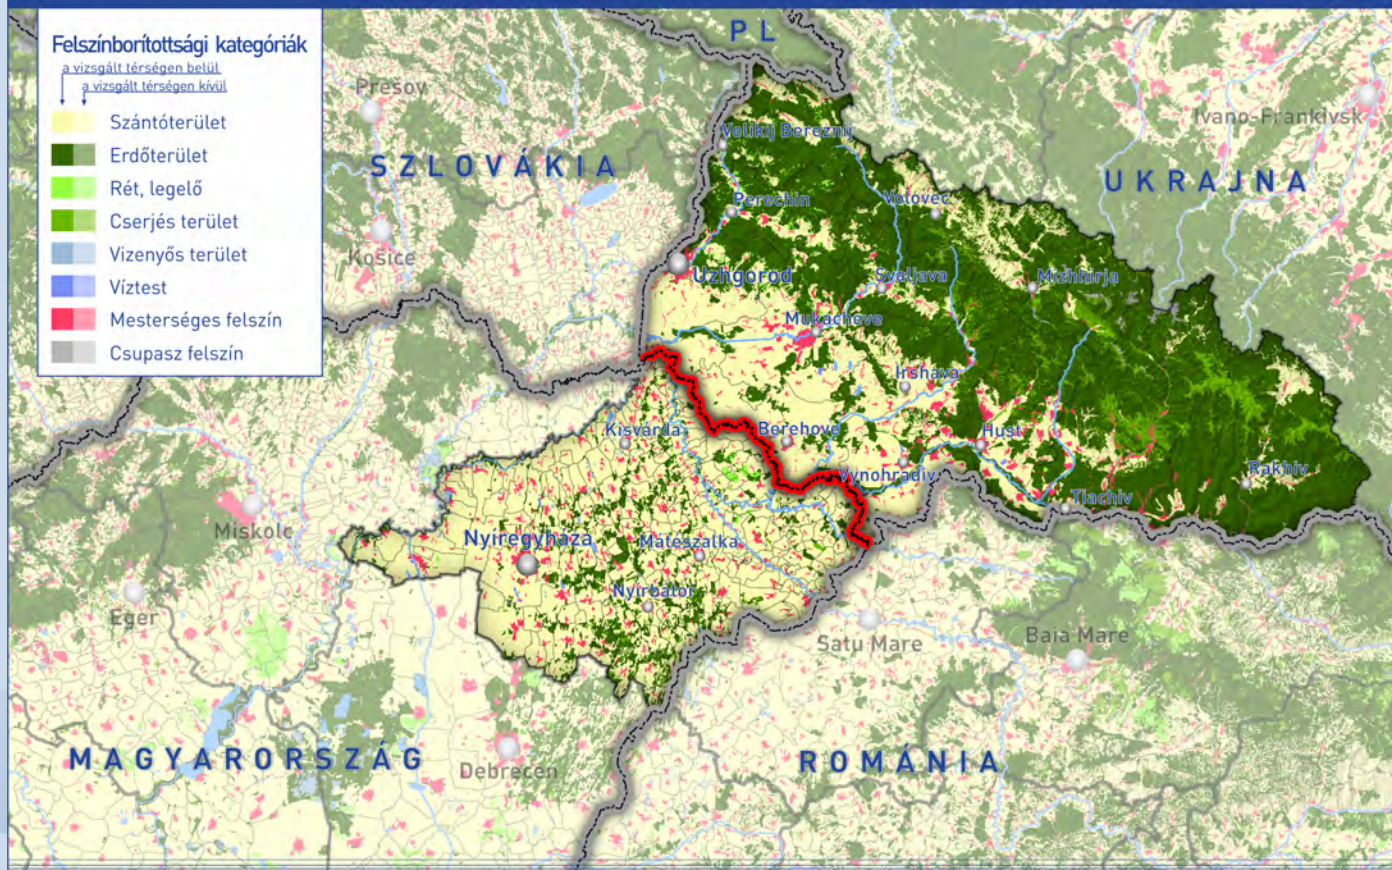 Felszínborítottsági kategóriák
a vizsgált térségen belül
a vizsgált térségen kívül
Szántóterület
Erdőterület
Rét, legelő
Cserjés terület
Vizenyős terület
Víztest
Mesterséges felszín
Csupasz felszín
PL
Prešov
Ivano-Frankivsk
Velikij Bereznij
SZLOVÁKIA
UKRAJNA
Perechin
Volovec
Košice
Uzhgorod
Svaljava
Mizhhirja
Mukacheve
Irshava
Kisvárda
Berehove
Hust
Vynohradiv
Rakhiv
Tiachiv
Miskolc
Nyíregyháza
Mátészalka
Eger
Nyírbátor
Satu Mare
Baia Mare
MAGYARORSZÁG
Debrecen
ROMÁNIA